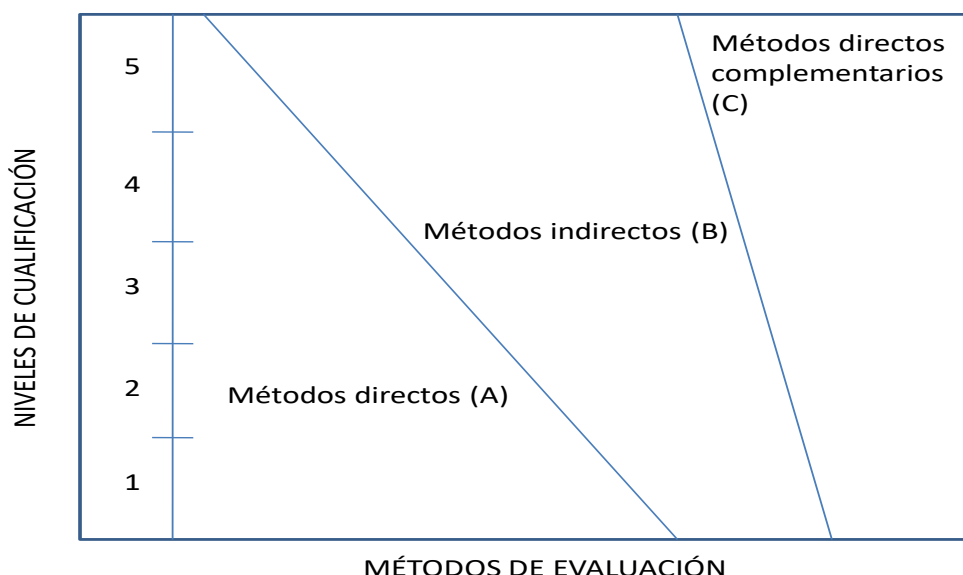 NIVELES DE CUALIFICACIÓN
5
4
3
2
1
Métodos directos
complementarios
(C)
Métodos indirectos (B)
Métodos directos (A)
MÉTODOS DE EVALUACIÓN